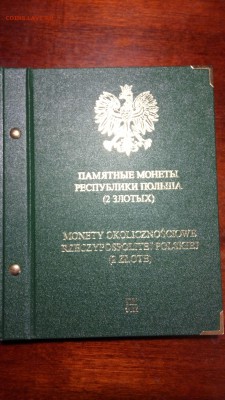 ПАМЯТНЫЕ МОНЕТЫ
РЕСПУБЛИКИ ПОЛЬША
(2 ЗЛОТЫХ)
MONETY OKOLICZNOŚCIOWE
RZECZYPOSPOLITEJ POLSKIEJ
(2 ZŁOTE)